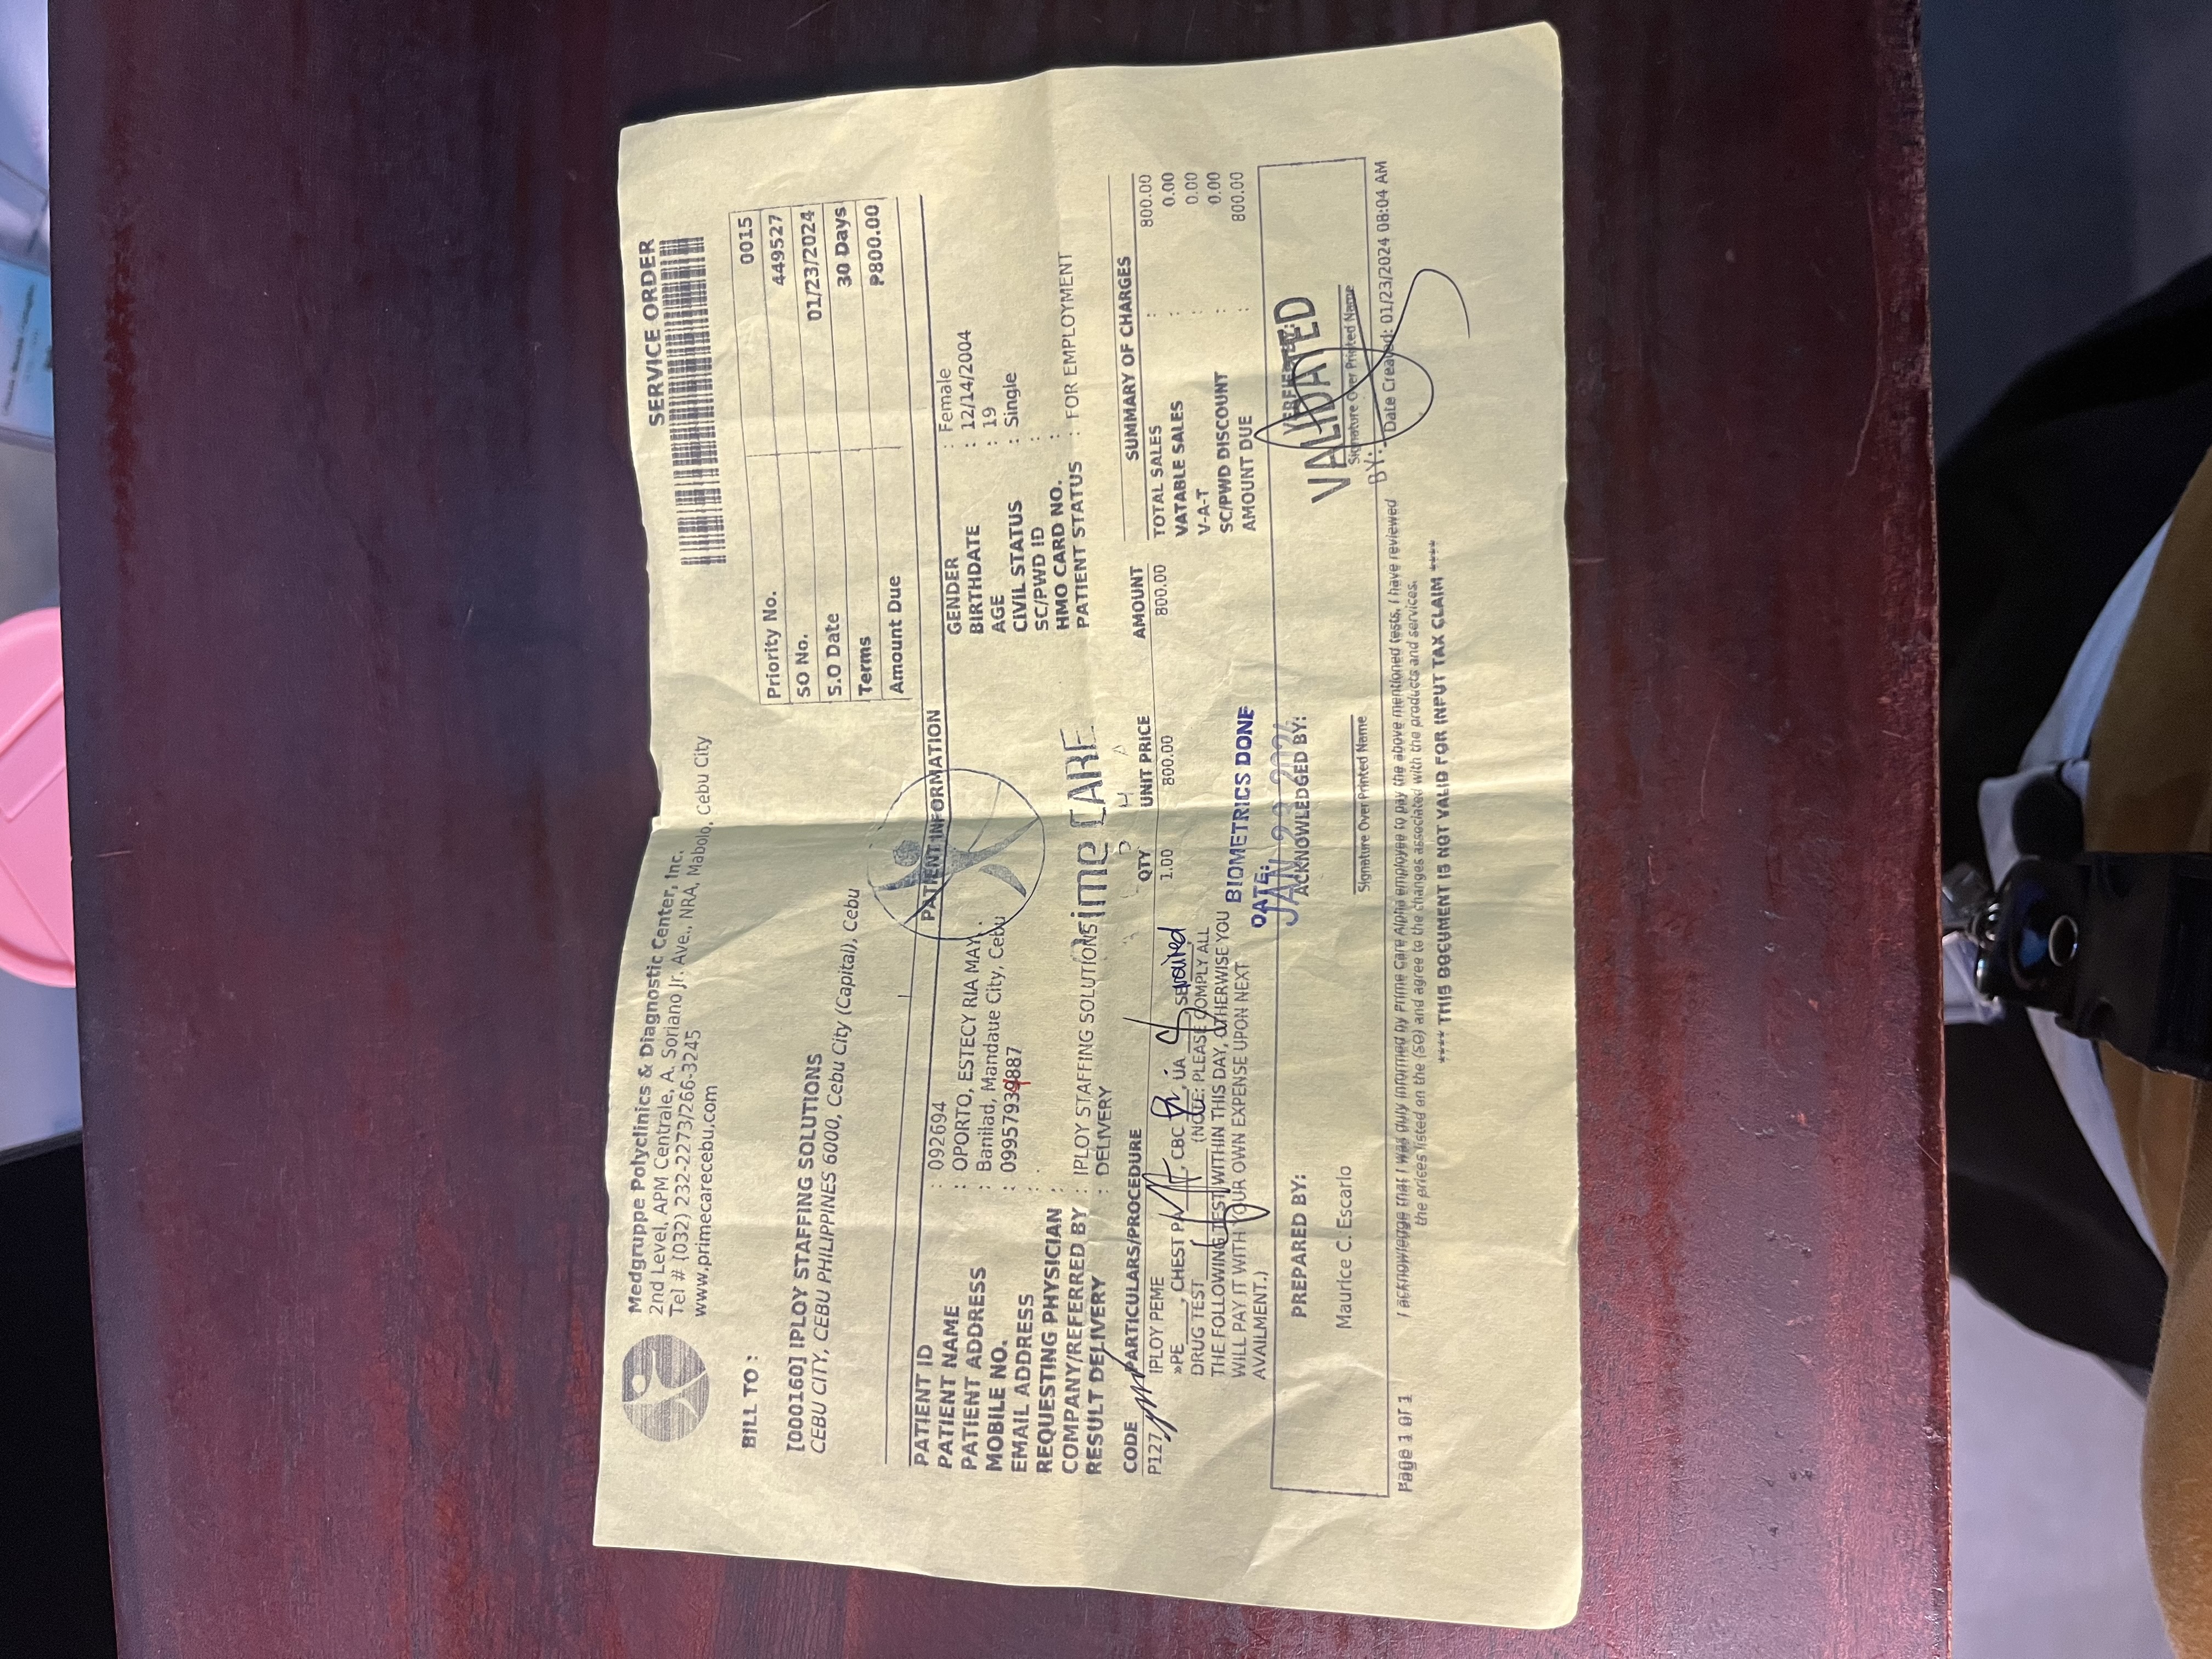 Medgruppe Polyclinics & Diagnostic Center, Inc.
2nd Level, APM Centrale, A. Soriano Jr. Ave., NRA, Mabolo, Cebu City
Tel # (032) 232-2273/266-3245
www.primecarecebu.com
SERVICE ORDER
BILL TO :
[000160] IPLOY STAFFING SOLUTIONS
CEBU CITY, CEBU PHILIPPINES 6000, Cebu City (Capital), Cebu
Priority No. 0015
SO No. 449527
S.O Date 01/23/2024
Terms 30 Days
Amount Due P800.00
PATIENT INFORMATION
PATIENT ID : 092694
PATIENT NAME : OPORTO, ESTECY RIA MAY.
PATIENT ADDRESS : Banilad, Mandaue City, Cebu
MOBILE NO. :
EMAIL ADDRESS :
REQUESTING PHYSICIAN :
COMPANY/REFERRED BY : IPLOY STAFFING SOLUTIONS
RESULT DELIVERY : DELIVERY
GENDER : Female
BIRTHDATE : 12/14/2004
AGE : 19
CIVIL STATUS : Single
SC/PWD ID :
HMO CARD NO. :
PATIENT STATUS : FOR EMPLOYMENT
CARE
CODE PARTICULARS/PROCEDURE QTY UNIT PRICE AMOUNT
P127 IPLOY PEME 1.00 800.00 800.00
»PE____, CHEST PA , CBC , UA
DRUG TEST (NOTE: PLEASE COMPLY ALL
THE FOLLOWING TEST WITHIN THIS DAY, OTHERWISE YOU
WILL PAY IT WITH YOUR OWN EXPENSE UPON NEXT
AVAILMENT.)
SUMMARY OF CHARGES
TOTAL SALES : 800.00
VATABLE SALES : 0.00
V-A-T : 0.00
SC/PWD DISCOUNT : 0.00
AMOUNT DUE : 800.00
BIOMETRICS DONE
DATE:
JAN 23 2024
PREPARED BY:
Maurice C. Escario
ACKNOWLEDGED BY:
Signature Over Printed Name
VERIFIED BY:
VALIDATED
Signature Over Printed Name
BY:
Page 1 of 1
I acknowledge that I was duly informed by Prime Care Alpha employee to pay the above mentioned tests, I have reviewed
the prices listed on the (SO) and agree to the changes associated with the products and services.
Date Created: 01/23/2024 08:04 AM
**** THIS DOCUMENT IS NOT VALID FOR INPUT TAX CLAIM ****